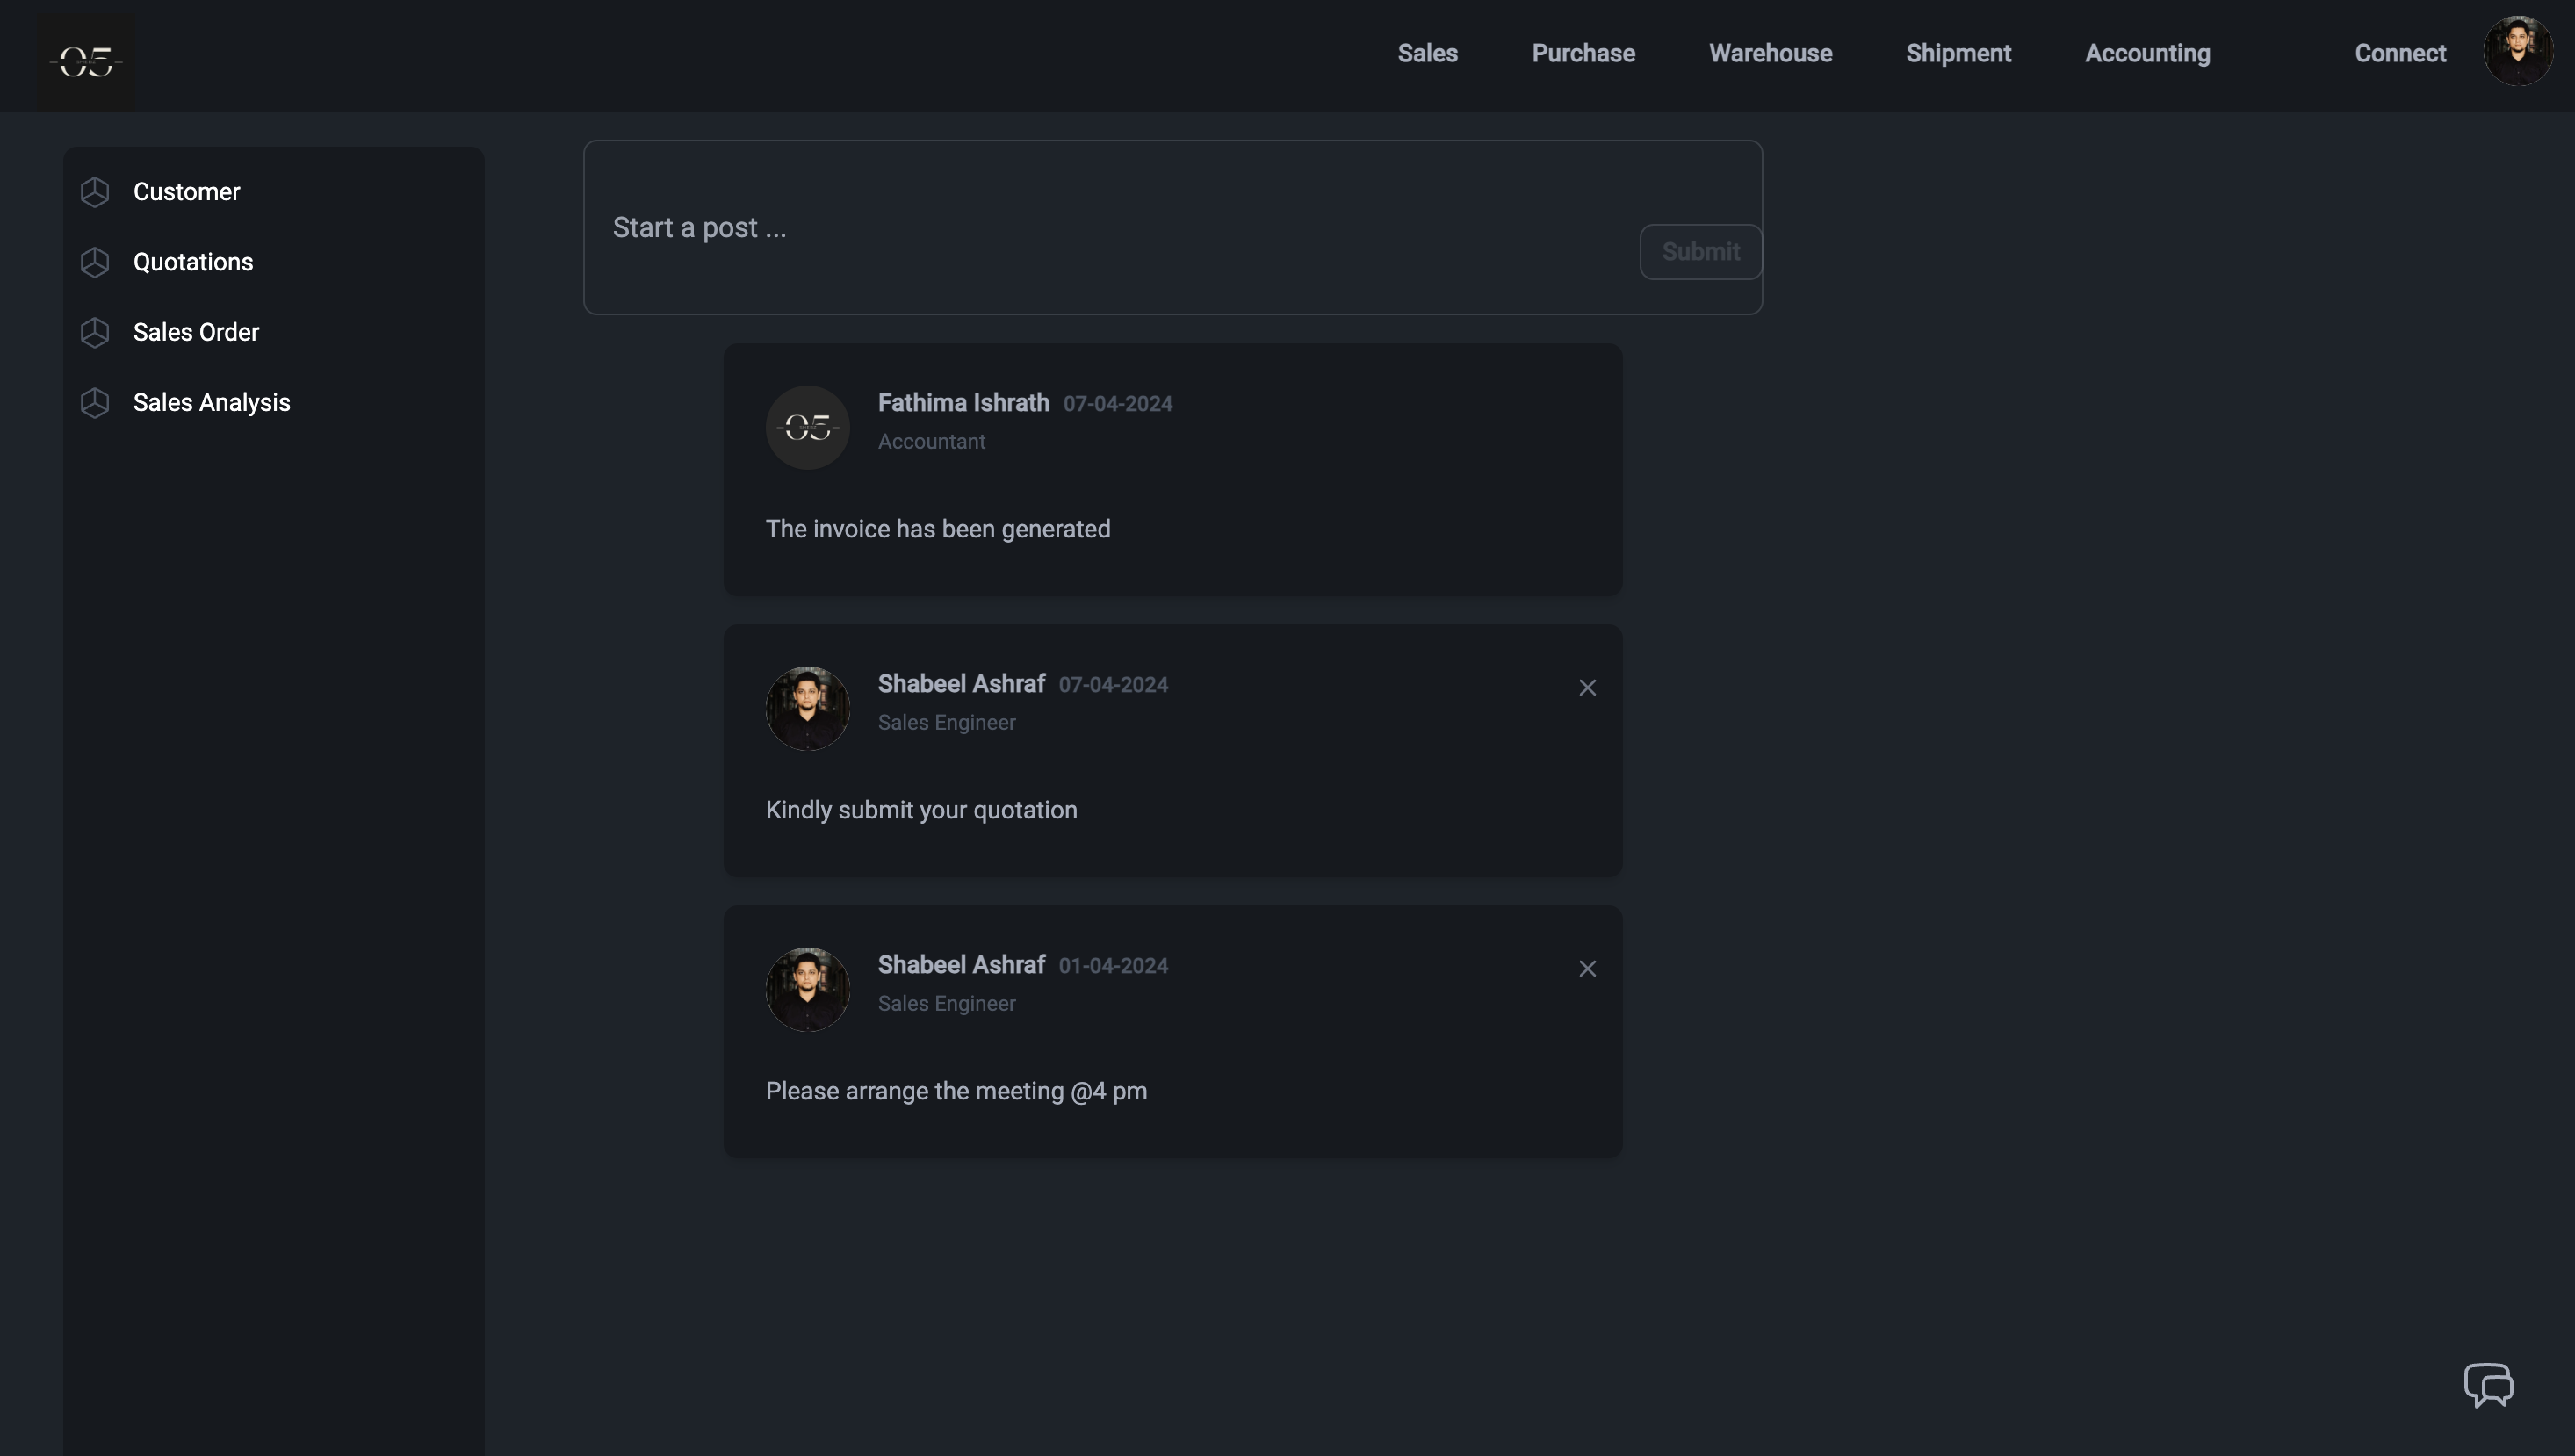 05
Sales
Purchase
Warehouse
Shipment
Accounting
Connect
Customer
Quotations
Sales Order
Sales Analysis
Start a post ...
Submit
05
Fathima Ishrath 07-04-2024
Accountant
The invoice has been generated
Shabeel Ashraf 07-04-2024
Sales Engineer
Kindly submit your quotation
Shabeel Ashraf 01-04-2024
Sales Engineer
Please arrange the meeting @4 pm